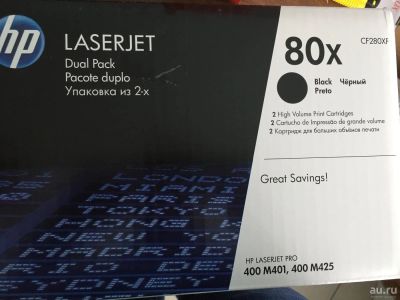 hp
LASERJET
Dual Pack
Pacote duplo
Упаковка из 2-х
80x
CF280XF
Black Чёрный
Preto
2 High Volume Print Cartridges
2 Cartucho de Impressão de grande volume
2 Картридж для больших объёмов печати
Great Savings!
HP LASERJET PRO
400 M401, 400 M425
au.ru